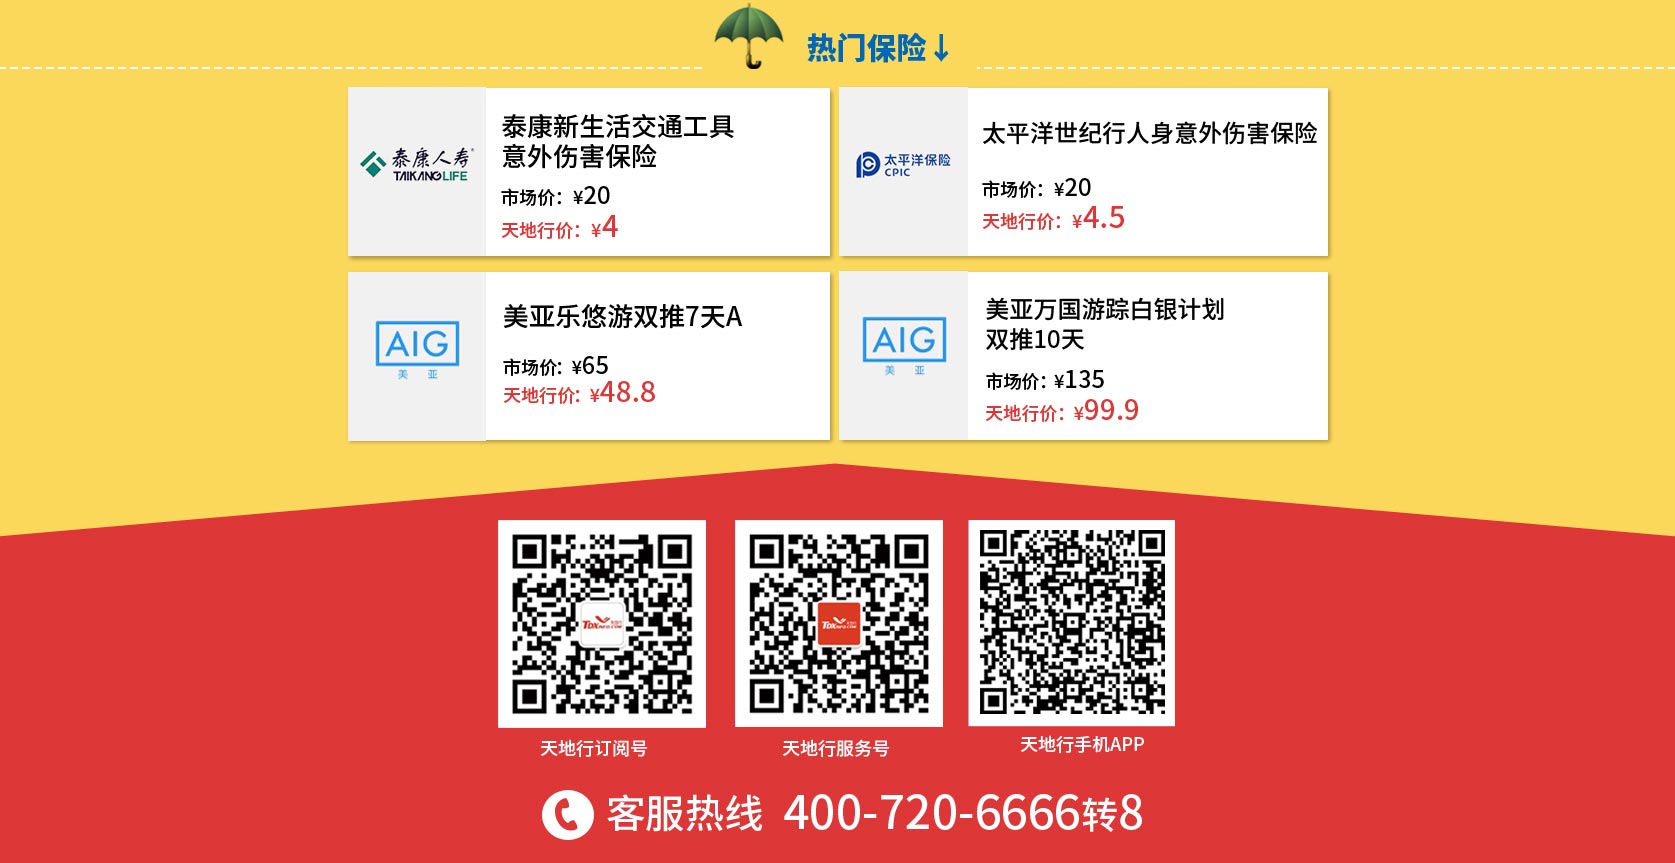 热门保险↓
泰康人寿
TAIKANGLIFE
泰康新生活交通工具
意外伤害保险
市场价：¥20
天地行价：¥4
太平洋保险
CPIC
太平洋世纪行人身意外伤害保险
市场价：¥20
天地行价：¥4.5
AIG
美 亚
美亚乐悠游双推7天A
市场价：¥65
天地行价：¥48.8
AIG
美 亚
美亚万国游踪白银计划
双推10天
市场价：¥135
天地行价：¥99.9
天地行订阅号
天地行服务号
天地行手机APP
客服热线 400-720-6666转8